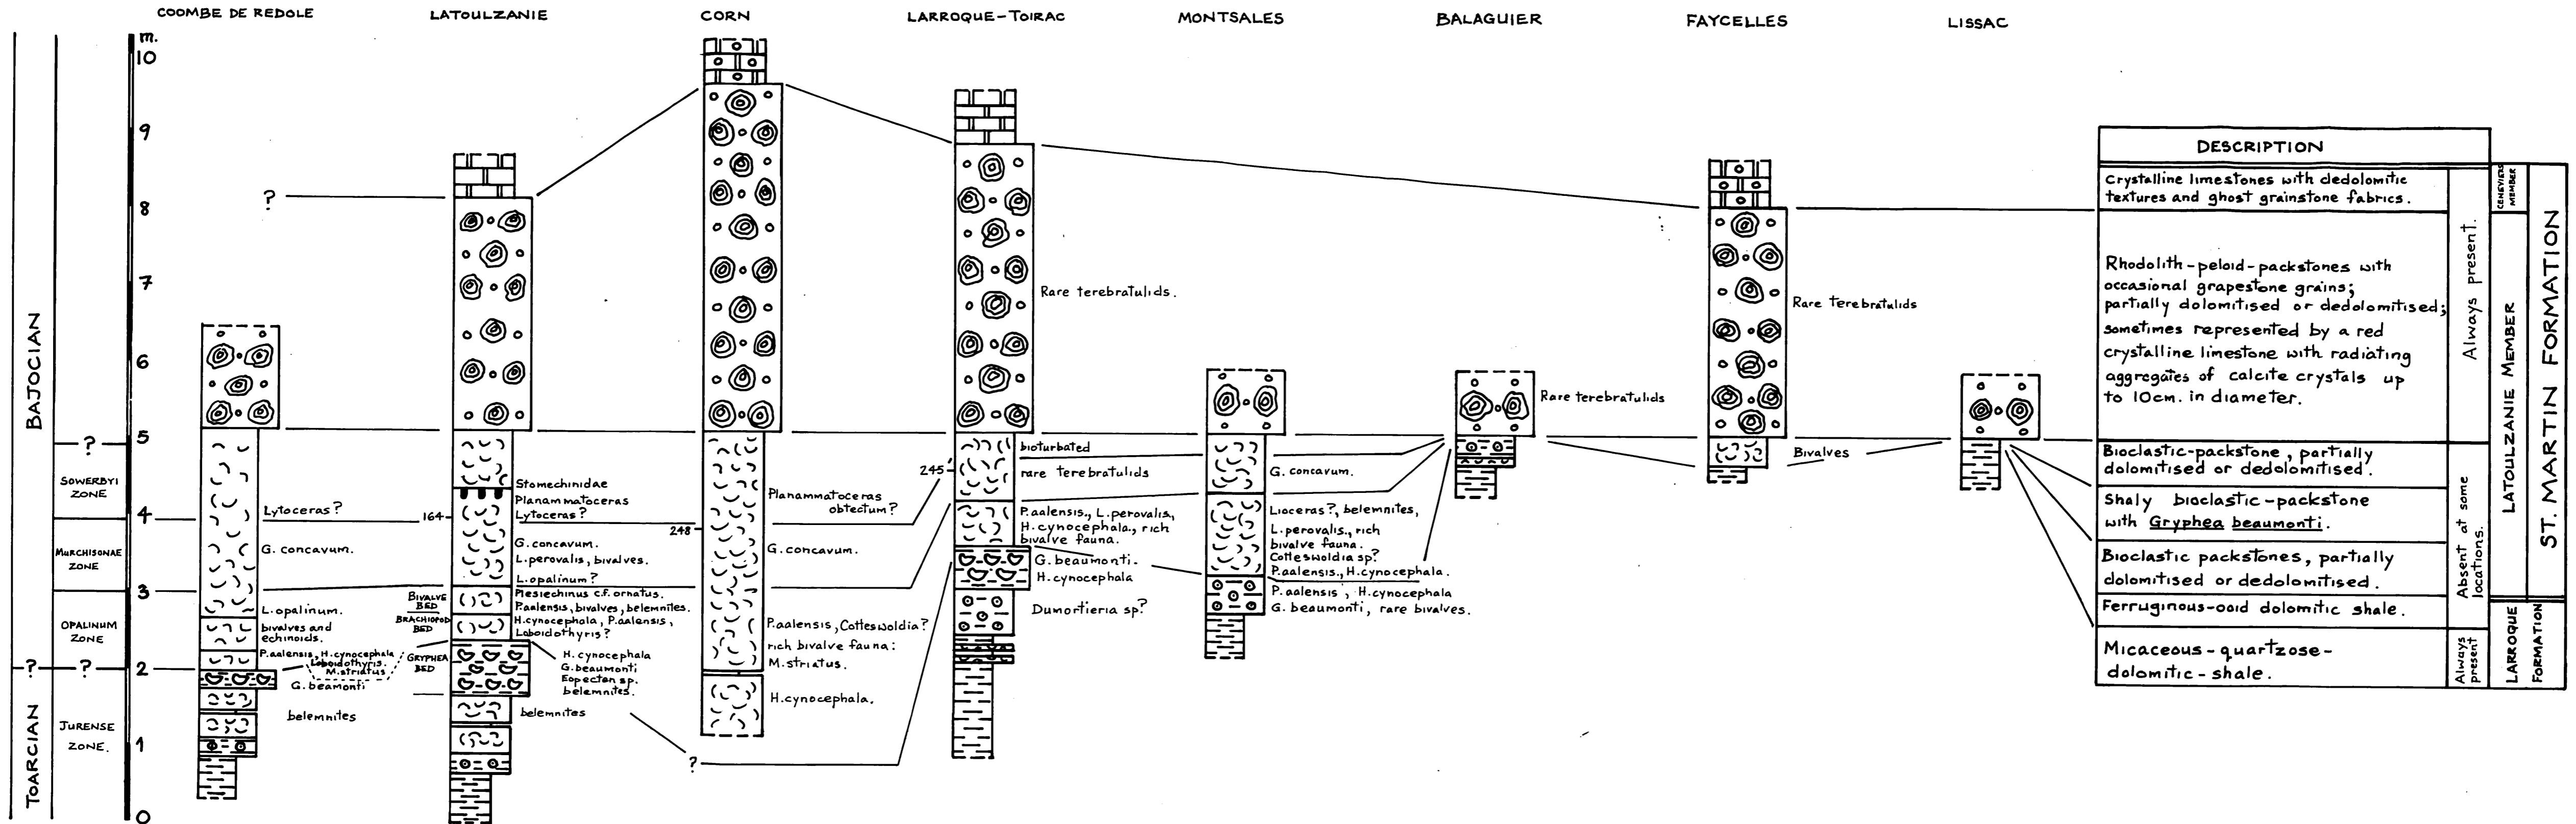 COOMBE DE REDOLE
LATOULZANIE
CORN
LARROQUE-TOIRAC
MONTSALES
BALAGUIER
FAYCELLES
LISSAC
BAJOCIAN
TOARCIAN
?
?
SOWERBYI
ZONE
MURCHISONAE
ZONE
OPALINUM
ZONE
?
JURENSE
ZONE.
m.
10
9
8
7
6
5
4
3
2
1
0
?
Lytoceras?
G. concavum.
L. opalinum.
bivalves and
echinoids.
P. aalensis, H. cynocephala
Loboidothyris.
M. striatus
G. beamonti
belemnites
164
BIVALVE
BED
BRACHIOPOD
BED
GRYPHEA
BED
Stomechinidae
Planammatoceras
Lytoceras?
G. concavum.
L. perovalis, bivalves.
L. opalinum?
Plesiechinus c.f. ornatus.
P. aalensis, bivalves, belemnites.
H. cynocephala, P. aalensis,
Loboidothyris?
H. cynocephala
G. beaumonti
Eopecten sp.
belemnites.
belemnites
?
248
Planammatoceras
obtectum?
G. concavum.
P. aalensis, Cotteswoldia?
rich bivalve fauna:
M. striatus.
H. cynocephala.
245
Rare terebratulids.
bioturbated
rare terebratulids
P. aalensis., L. perovalis,
H. cynocephala., rich
bivalve fauna.
G. beaumonti.
H. cynocephala
Dumortieria sp?
G. concavum.
Lioceras?, belemnites,
L. perovalis., rich
bivalve fauna.
Cotteswoldia sp?
P. aalensis., H. cynocephala.
P. aalensis, H. cynocephala
G. beaumonti, rare bivalves.
Rare terebratulids
Rare terebratulids
Bivalves
DESCRIPTION
Crystalline limestones with dedolomitic
textures and ghost grainstone fabrics.
Rhodolith-peloid-packstones with
occasional grapestone grains;
partially dolomitised or dedolomitised;
sometimes represented by a red
crystalline limestone with radiating
aggregates of calcite crystals up
to 10cm. in diameter.
Bioclastic-packstone, partially
dolomitised or dedolomitised.
Shaly bioclastic-packstone
with Gryphea beaumonti.
Bioclastic packstones, partially
dolomitised or dedolomitised.
Ferruginous-ooid dolomitic shale.
Micaceous-quartzose-
dolomitic-shale.
Always present.
Absent at some
locations.
Always
present
MEMBER
LATOULZANIE MEMBER
LARROQUE
FORMATION
ST. MARTIN FORMATION